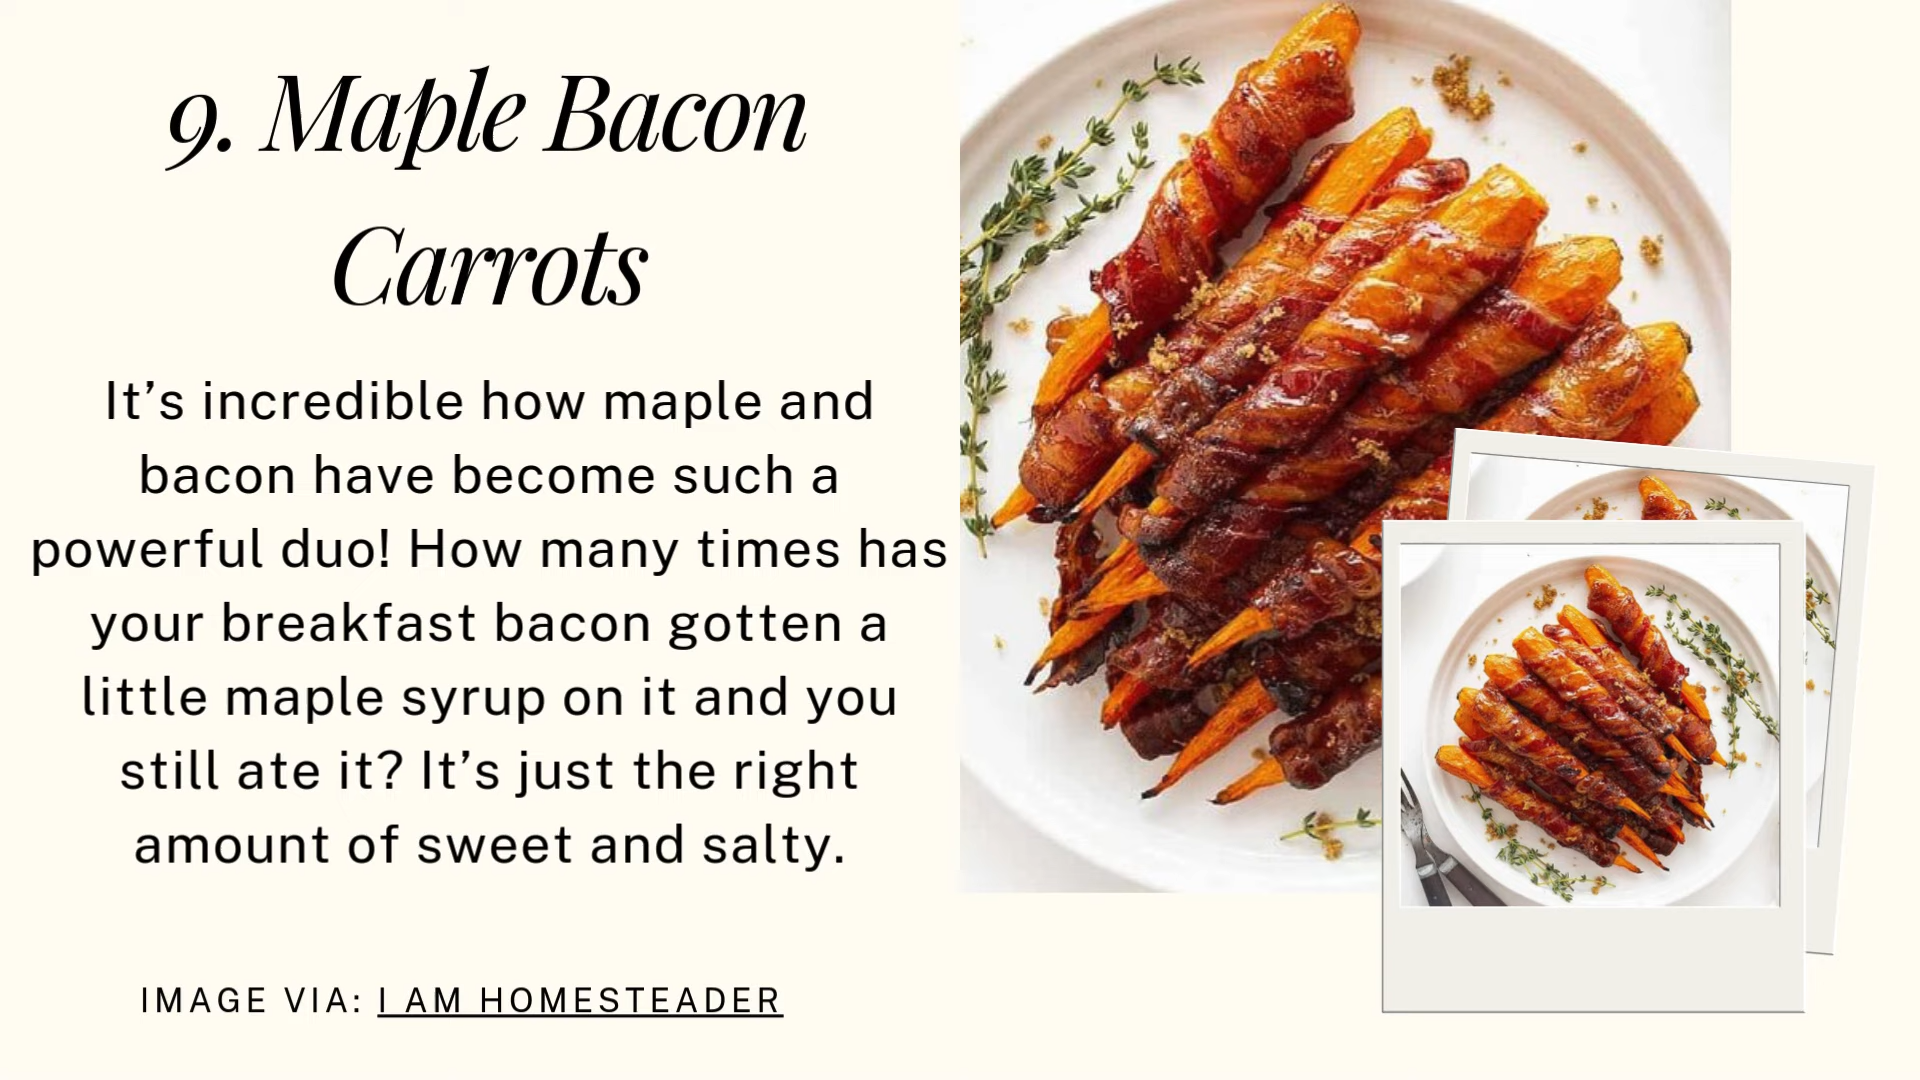 9. Maple Bacon
Carrots
It’s incredible how maple and
bacon have become such a
powerful duo! How many times has
your breakfast bacon gotten a
little maple syrup on it and you
still ate it? It’s just the right
amount of sweet and salty.
IMAGE VIA: I AM HOMESTEADER